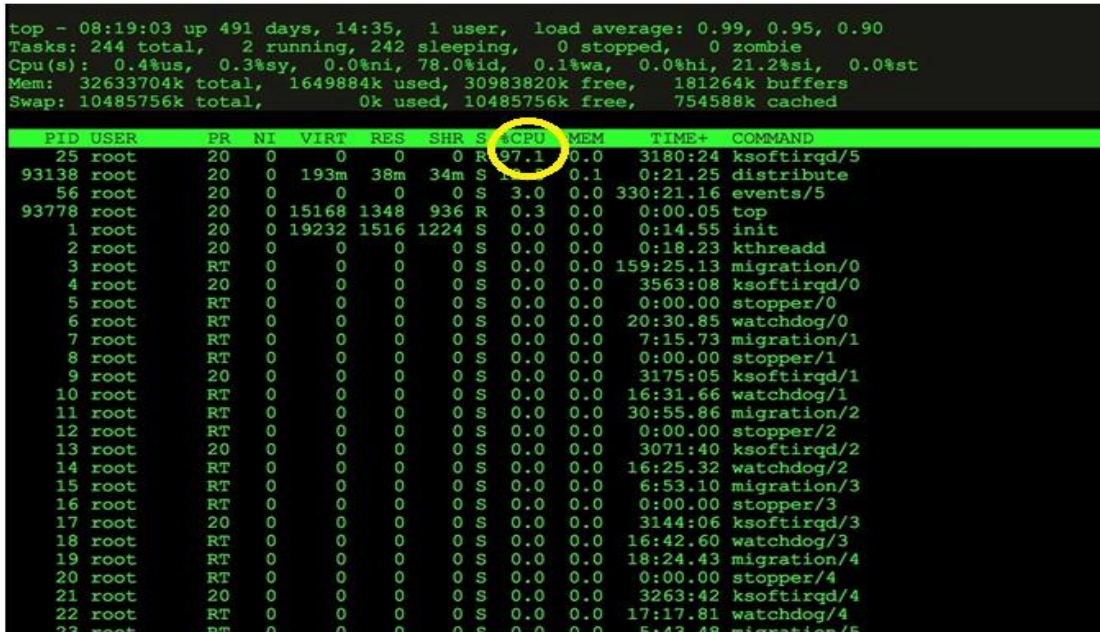 top - 08:19:03 up 491 days, 14:35, 1 user, load average: 0.99, 0.95, 0.90
Tasks: 244 total, 2 running, 242 sleeping, 0 stopped, 0 zombie
Cpu(s): 0.4%us, 0.3%sy, 0.0%ni, 78.0%id, 0.1%wa, 0.0%hi, 21.2%si, 0.0%st
Mem: 32633704k total, 1649884k used, 30983820k free, 181264k buffers
Swap: 10485756k total, 0k used, 10485756k free, 754588k cached
PID USER PR NI VIRT RES SHR S %CPU %MEM TIME+ COMMAND
25 root 20 0 0 0 0 R 97.1 0.0 3180:24 ksoftirqd/5
93138 root 20 0 193m 38m 34m S 0.1 0:21.25 distribute
56 root 20 0 0 0 0 S 3.0 0.0 330:21.16 events/5
93778 root 20 0 15168 1348 936 R 0.3 0.0 0:00.05 top
1 root 20 0 19232 1516 1224 S 0.0 0.0 0:14.55 init
2 root 20 0 0 0 0 S 0.0 0.0 0:18.23 kthreadd
3 root RT 0 0 0 0 S 0.0 0.0 159:25.13 migration/0
4 root 20 0 0 0 0 S 0.0 0.0 3563:08 ksoftirqd/0
5 root RT 0 0 0 0 S 0.0 0.0 0:00.00 stopper/0
6 root RT 0 0 0 0 S 0.0 0.0 20:30.85 watchdog/0
7 root RT 0 0 0 0 S 0.0 0.0 7:15.73 migration/1
8 root RT 0 0 0 0 S 0.0 0.0 0:00.00 stopper/1
9 root 20 0 0 0 0 S 0.0 0.0 3175:05 ksoftirqd/1
10 root RT 0 0 0 0 S 0.0 0.0 16:31.66 watchdog/1
11 root RT 0 0 0 0 S 0.0 0.0 30:55.86 migration/2
12 root RT 0 0 0 0 S 0.0 0.0 0:00.00 stopper/2
13 root 20 0 0 0 0 S 0.0 0.0 3071:40 ksoftirqd/2
14 root RT 0 0 0 0 S 0.0 0.0 16:25.32 watchdog/2
15 root RT 0 0 0 0 S 0.0 0.0 6:53.10 migration/3
16 root RT 0 0 0 0 S 0.0 0.0 0:00.00 stopper/3
17 root 20 0 0 0 0 S 0.0 0.0 3144:06 ksoftirqd/3
18 root RT 0 0 0 0 S 0.0 0.0 16:42.60 watchdog/3
19 root RT 0 0 0 0 S 0.0 0.0 18:24.43 migration/4
20 root RT 0 0 0 0 S 0.0 0.0 0:00.00 stopper/4
21 root 20 0 0 0 0 S 0.0 0.0 3263:42 ksoftirqd/4
22 root RT 0 0 0 0 S 0.0 0.0 17:17.81 watchdog/4
23 root RT 0 0 0 0 S 0.0 0.0 5:43.48 migration/5